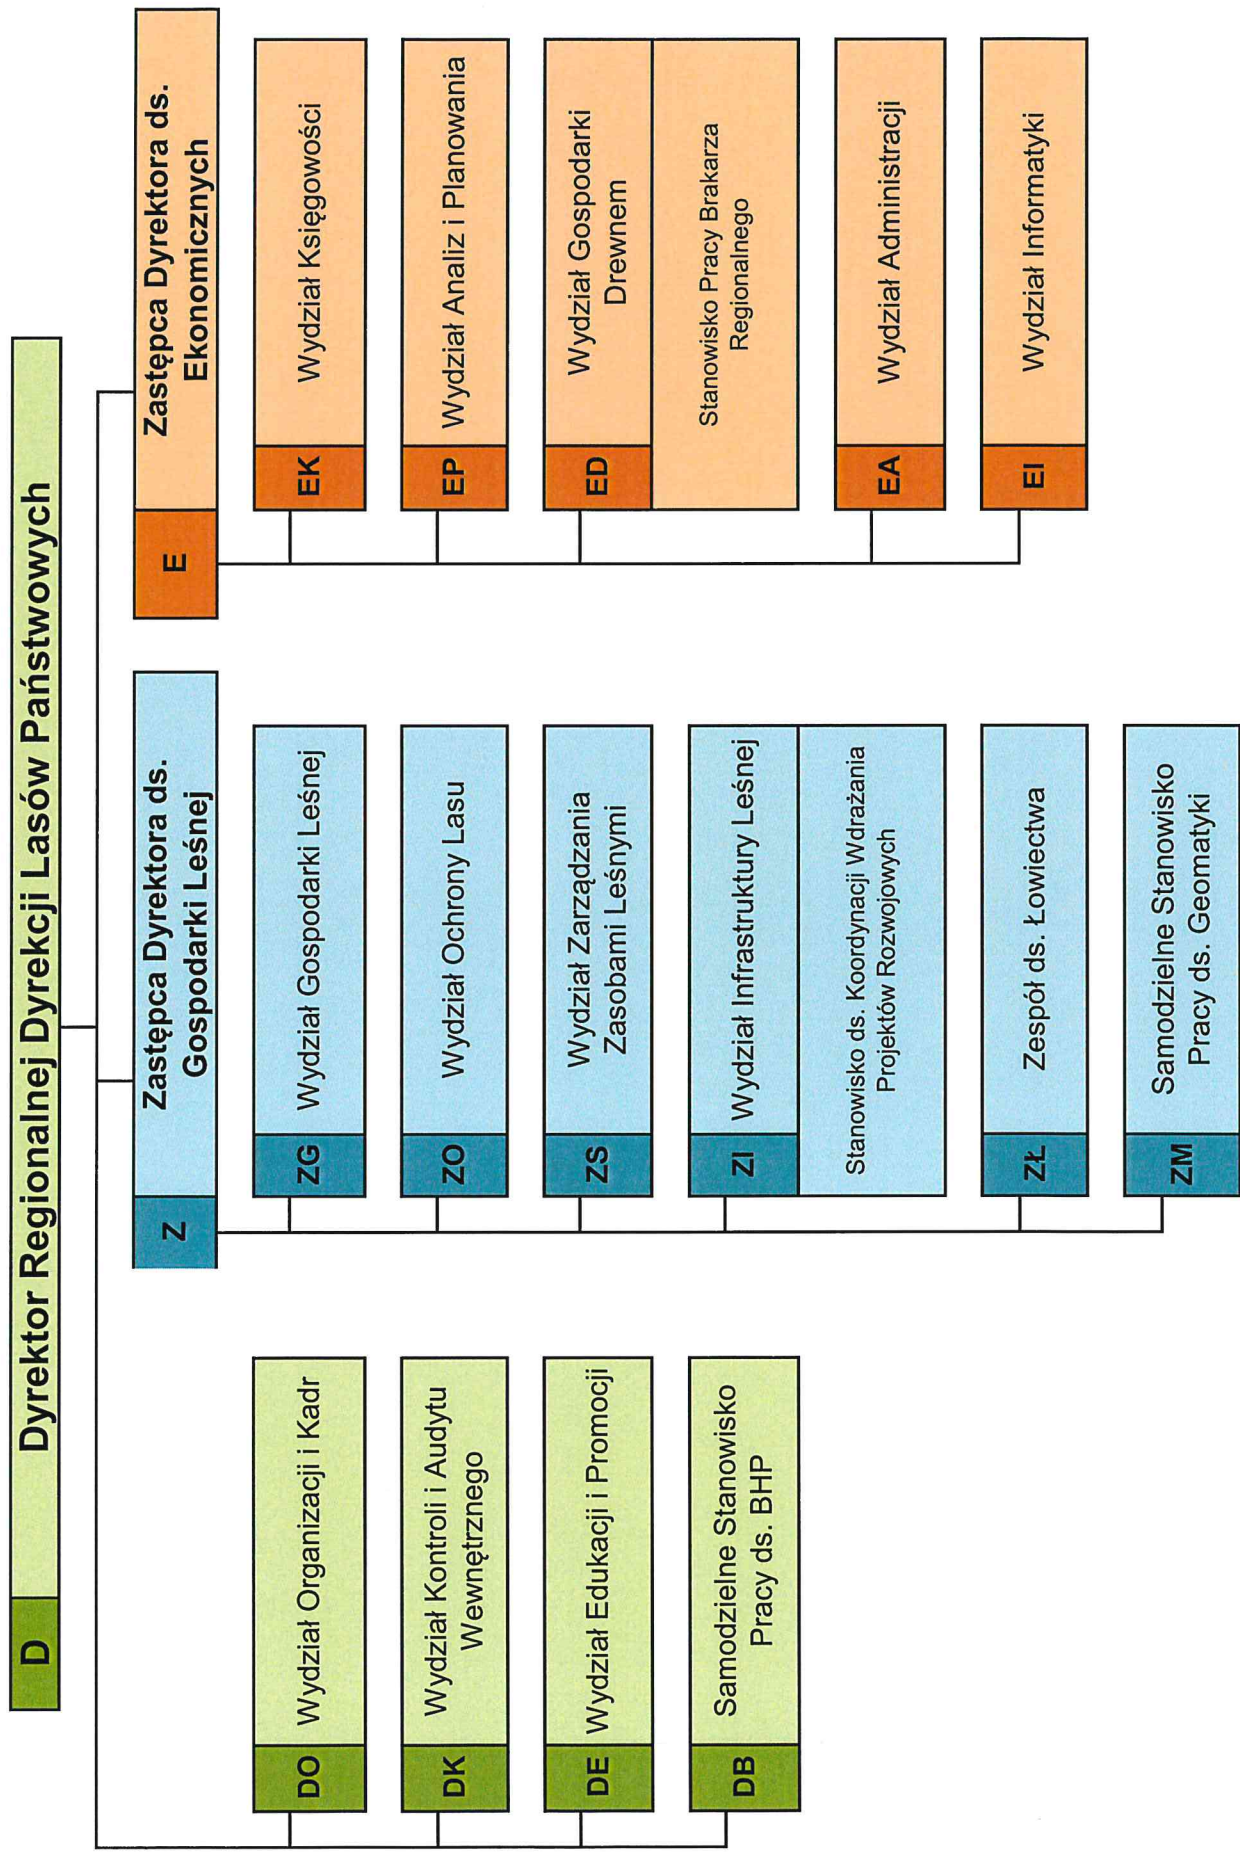 D
Dyrektor Regionalnej Dyrekcji Lasów Państwowych
DO
Wydział Organizacji i Kadr
DK
Wydział Kontroli i Audytu
Wewnętrznego
DE
Wydział Edukacji i Promocji
DB
Samodzielne Stanowisko
Pracy ds. BHP
Z
Zastępca Dyrektora ds.
Gospodarki Leśnej
ZG
Wydział Gospodarki Leśnej
ZO
Wydział Ochrony Lasu
ZS
Wydział Zarządzania
Zasobami Leśnymi
ZI
Wydział Infrastruktury Leśnej
Stanowisko ds. Koordynacji Wdrażania
Projektów Rozwojowych
ZŁ
Zespół ds. Łowiectwa
ZM
Samodzielne Stanowisko
Pracy ds. Geomatyki
E
Zastępca Dyrektora ds.
Ekonomicznych
EK
Wydział Księgowości
EP
Wydział Analiz i Planowania
ED
Wydział Gospodarki
Drewnem
Stanowisko Pracy Brakarza
Regionalnego
EA
Wydział Administracji
EI
Wydział Informatyki